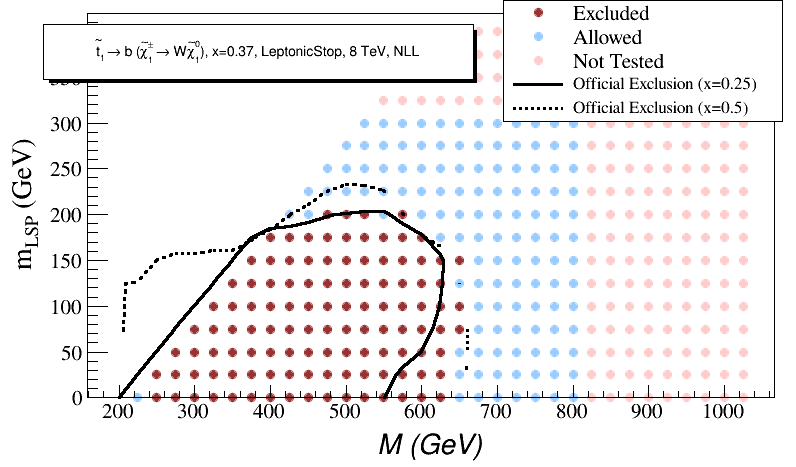 t̃₁ → b (χ̃₁± → Wχ̃₁⁰), x=0.37, LeptonicStop, 8 TeV, NLL
Excluded
Allowed
Not Tested
Official Exclusion (x=0.25)
Official Exclusion (x=0.5)
300
250
200
150
100
50
0
m_LSP (GeV)
200 300 400 500 600 700 800 900 1000
M (GeV)